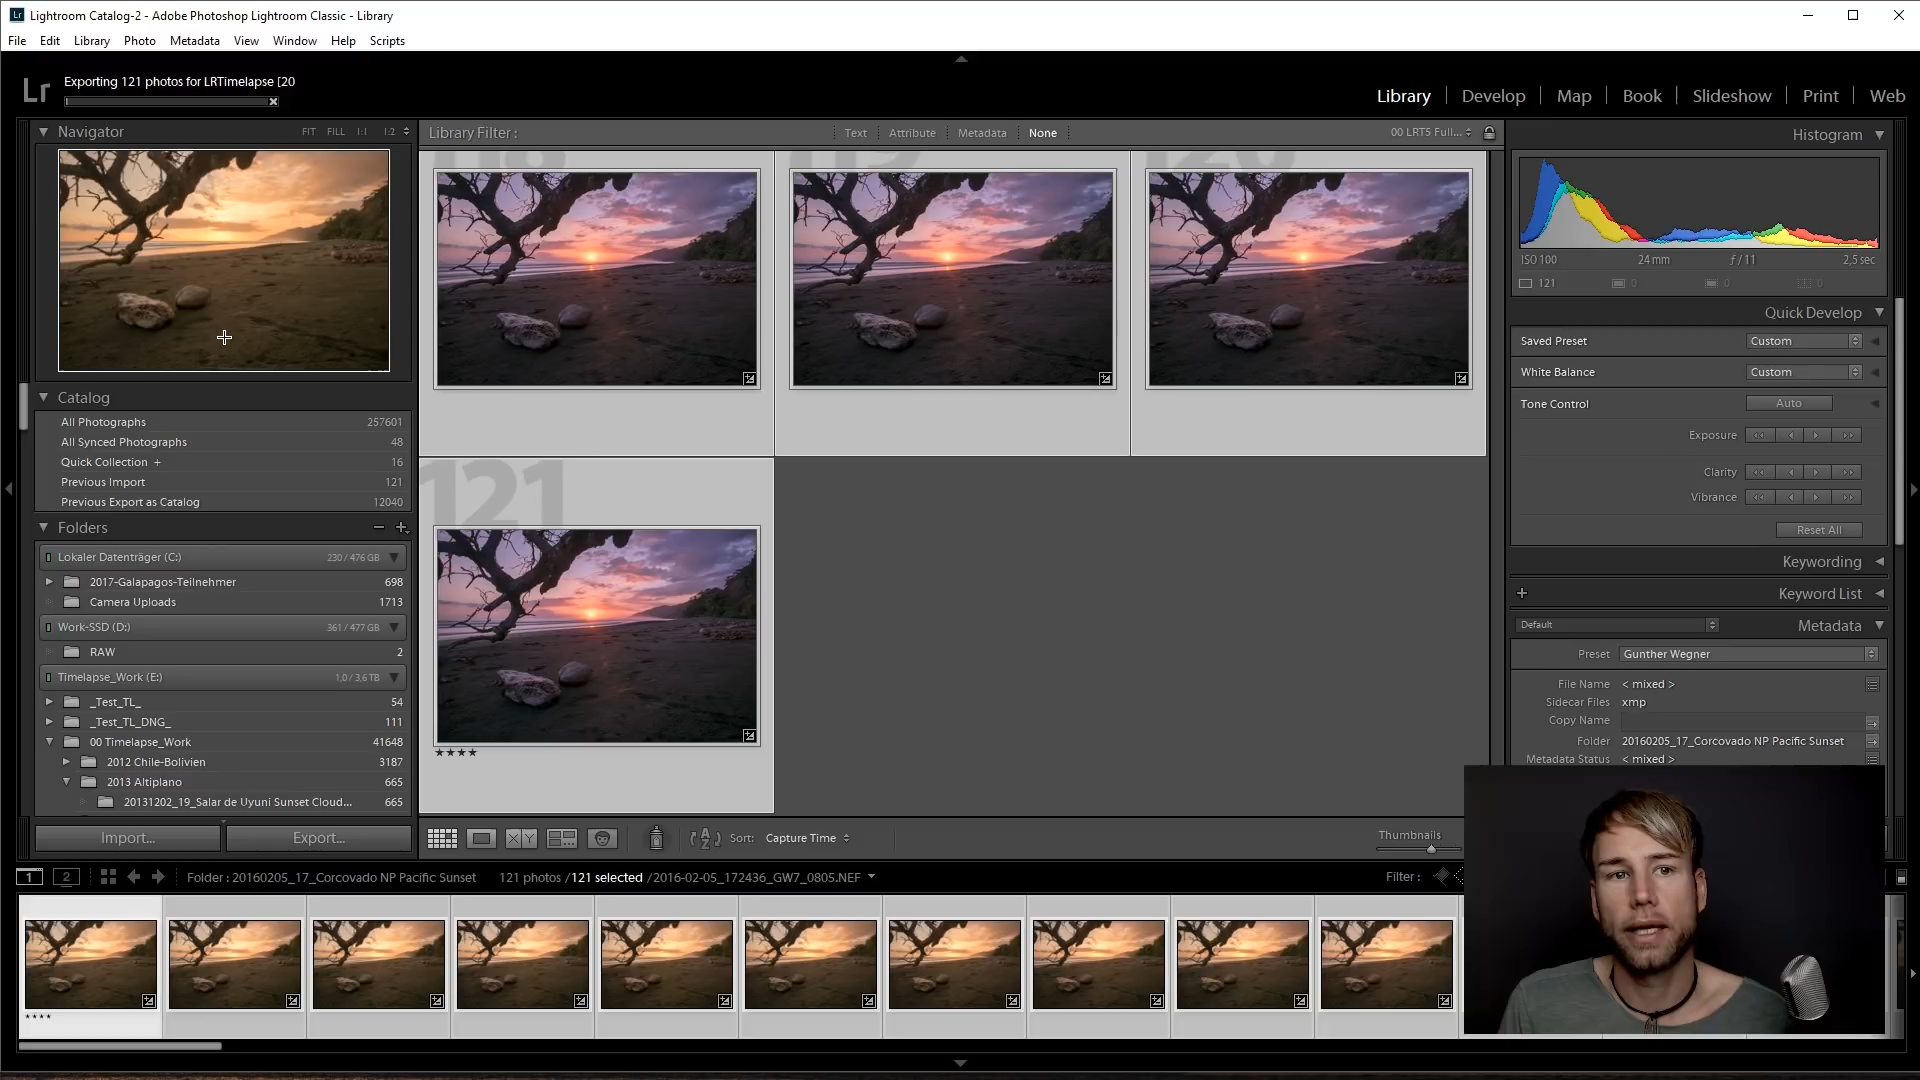 Lr Lightroom Catalog-2 - Adobe Photoshop Lightroom Classic - Library
File Edit Library Photo Metadata View Window Help Scripts
Lr Exporting 121 photos for LRTimelapse [20
Library Develop Map Book Slideshow Print Web
Navigator FIT FILL 1:1 1:2
Library Filter : Text Attribute Metadata None 00 LRT5 Full...
Histogram
118 119 120
ISO 100 24 mm ƒ / 11 2,5 sec
121 0 0 0
Quick Develop
Saved Preset Custom
White Balance Custom
Tone Control Auto
Exposure
Clarity
Vibrance
Reset All
Keywording
Keyword List
Default Metadata
Preset Gunther Wegner
File Name < mixed >
Sidecar Files xmp
Copy Name
Folder 20160205_17_Corcovado NP Pacific Sunset
Metadata Status < mixed >
Catalog
All Photographs 257601
All Synced Photographs 48
Quick Collection + 16
Previous Import 121
Previous Export as Catalog 12040
Folders
Lokaler Datenträger (C:) 230 / 476 GB
2017-Galapagos-Teilnehmer 698
Camera Uploads 1713
Work-SSD (D:) 361 / 477 GB
RAW 2
Timelapse_Work (E:) 1,0 / 3,6 TB
_Test_TL_ 54
_Test_TL_DNG_ 111
00 Timelapse_Work 41648
2012 Chile-Bolivien 3187
2013 Altiplano 665
20131202_19_Salar de Uyuni Sunset Cloud... 665
121
★★★★
Import... Export...
X Y A Z Sort: Capture Time Thumbnails
1 2 Folder : 20160205_17_Corcovado NP Pacific Sunset 121 photos / 121 selected / 2016-02-05_172436_GW7_0805.NEF Filter :
★★★★